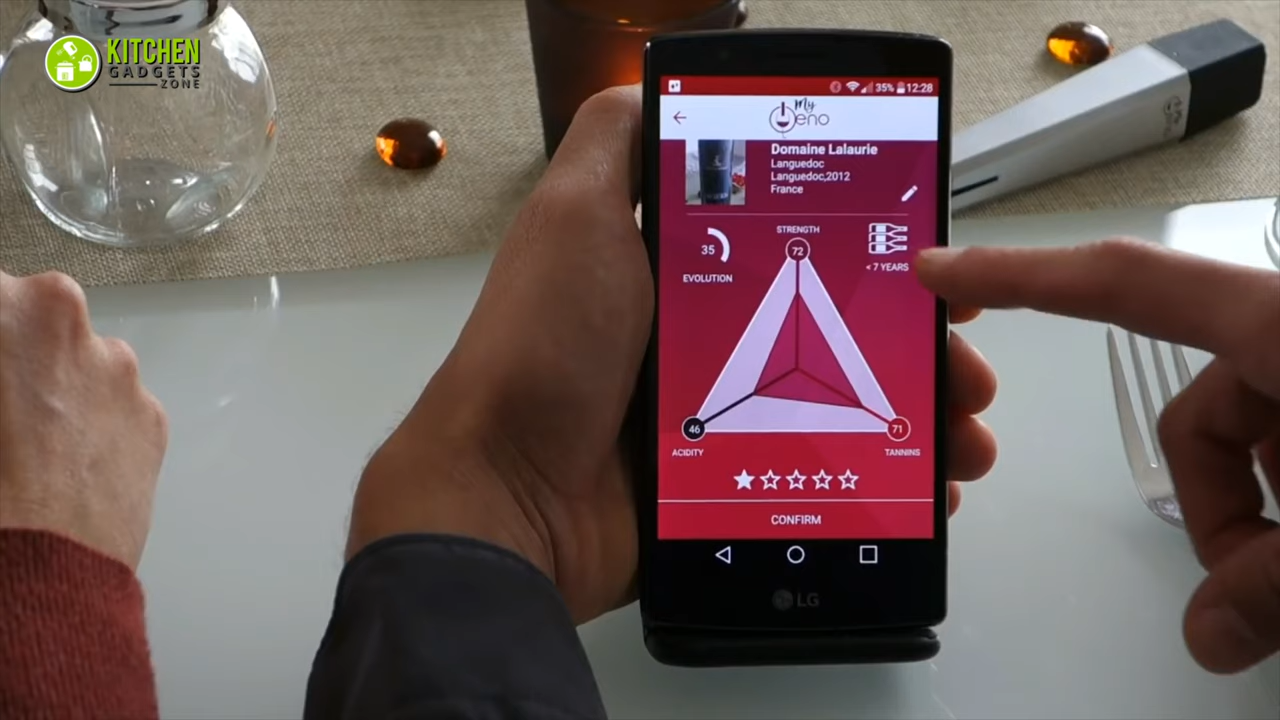 KITCHEN
GADGETS
ZONE
35% 12:28
My
Oeno
Domaine Lalaurie
Languedoc
Languedoc,2012
France
STRENGTH
72
35
EVOLUTION
< 7 YEARS
46
71
ACIDITY
TANNINS
CONFIRM
LG